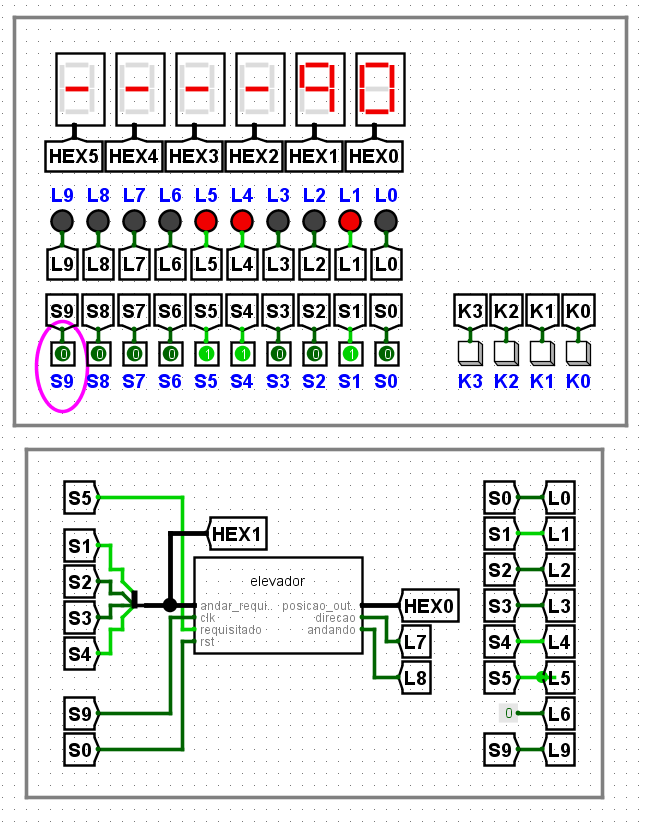 - - - - 9 0
HEX5 HEX4 HEX3 HEX2 HEX1 HEX0
L9 L8 L7 L6 L5 L4 L3 L2 L1 L0
L9 L8 L7 L6 L5 L4 L3 L2 L1 L0
S9 S8 S7 S6 S5 S4 S3 S2 S1 S0 K3 K2 K1 K0
0 0 0 0 1 1 0 0 1 0
S9 S8 S7 S6 S5 S4 S3 S2 S1 S0 K3 K2 K1 K0
S5 S0 L0
HEX1 S1 L1
S1
S2 elevador S2 L2
S3 andar_requi.. posicao_out.. HEX0 S3 L3
clk direcao
requisitado andando L7 S4 L4
rst
S4 L8 S5 L5
S9 0 L6
S0 S9 L9